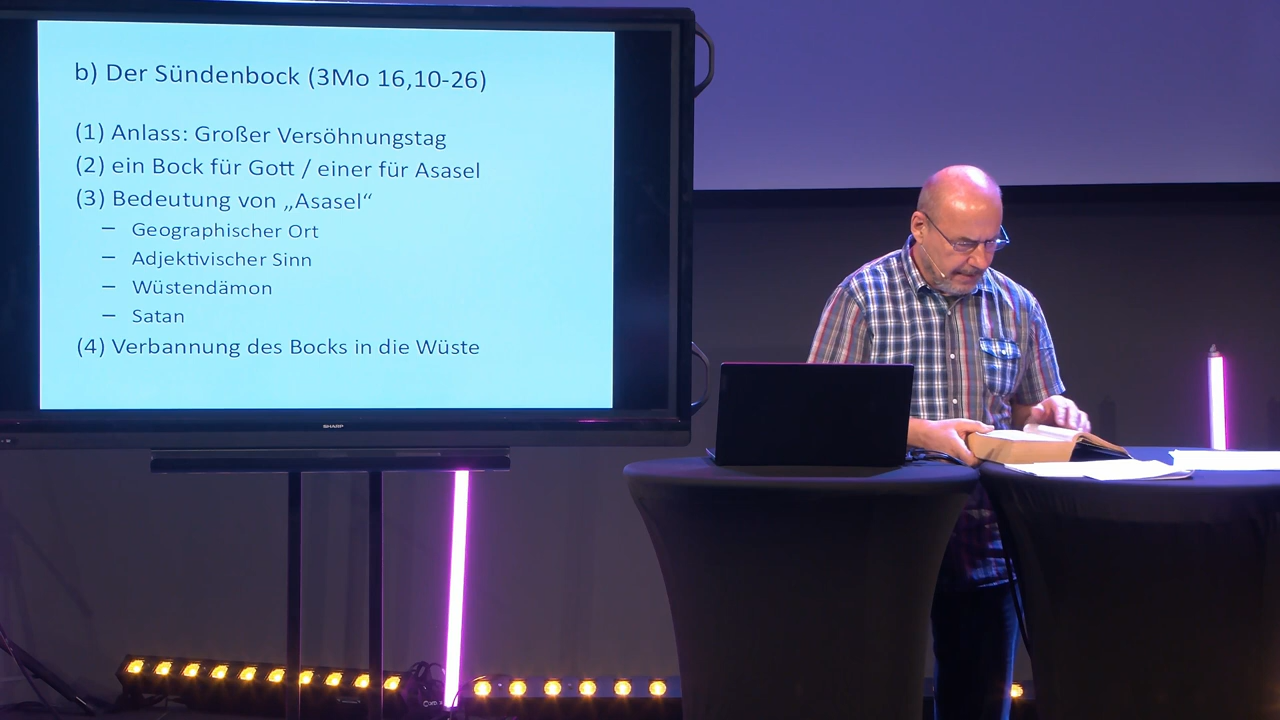 b) Der Sündenbock (3Mo 16,10-26)
(1) Anlass: Großer Versöhnungstag
(2) ein Bock für Gott / einer für Asasel
(3) Bedeutung von „Asasel“
– Geographischer Ort
– Adjektivischer Sinn
– Wüstendämon
– Satan
(4) Verbannung des Bocks in die Wüste
SHARP